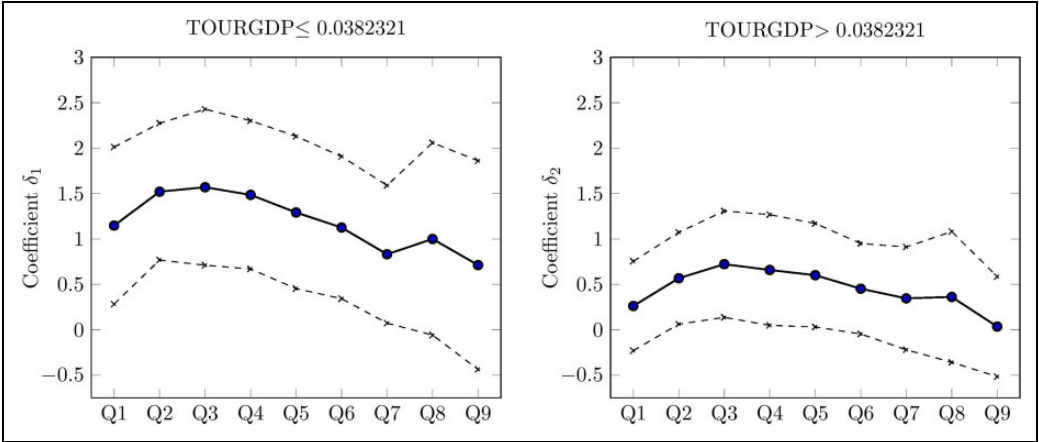 TOURGDP≤ 0.0382321
3
2.5
2
1.5
1
0.5
0
−0.5
Coefficient δ1
Q1 Q2 Q3 Q4 Q5 Q6 Q7 Q8 Q9
TOURGDP> 0.0382321
3
2.5
2
1.5
1
0.5
0
−0.5
Coefficient δ2
Q1 Q2 Q3 Q4 Q5 Q6 Q7 Q8 Q9